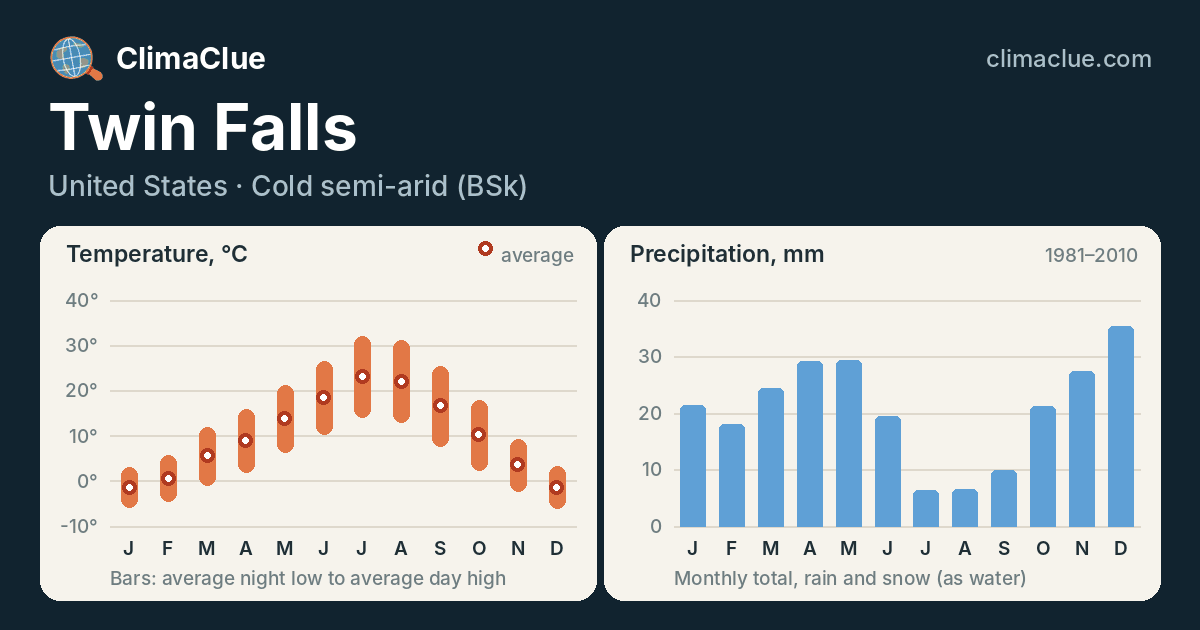 ClimaClue
climaclue.com
Twin Falls
United States · Cold semi-arid (BSk)
Temperature, °C
average
40°
30°
20°
10°
0°
-10°
J F M A M J J A S O N D
Bars: average night low to average day high
Precipitation, mm
1981–2010
40
30
20
10
0
J F M A M J J A S O N D
Monthly total, rain and snow (as water)